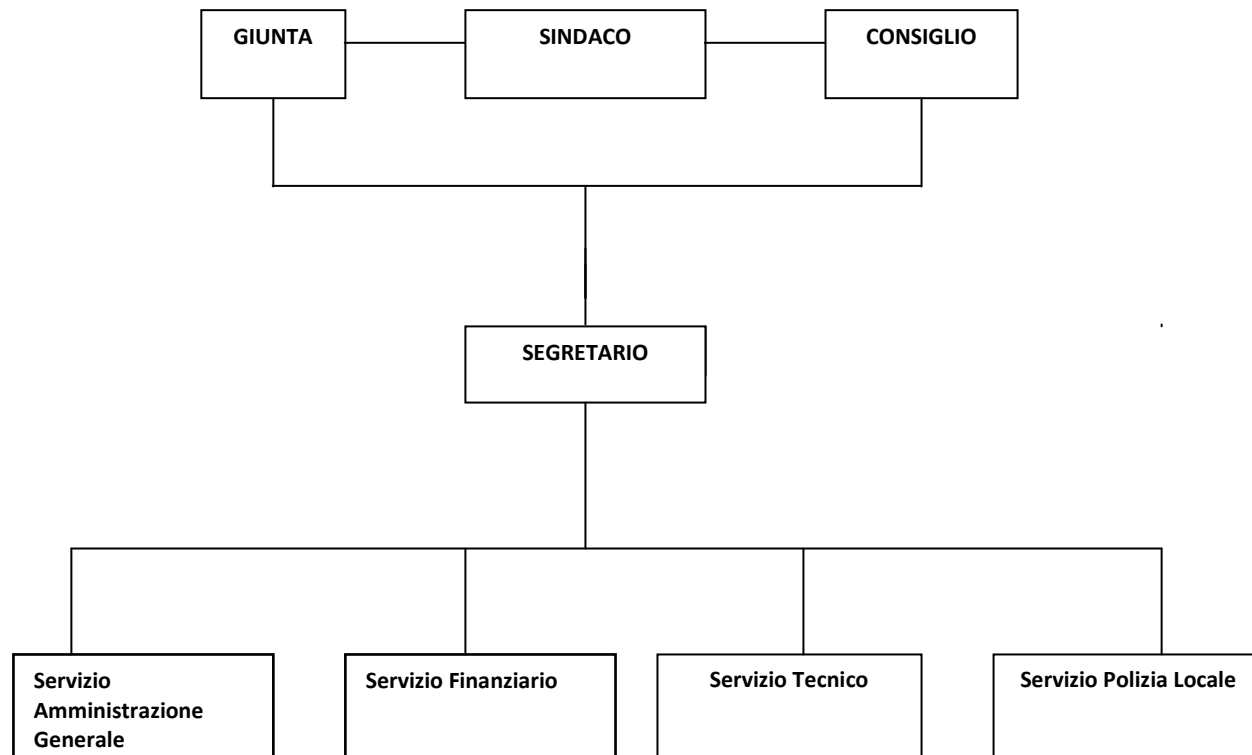 GIUNTA
SINDACO
CONSIGLIO
SEGRETARIO
Servizio
Amministrazione
Generale
Servizio Finanziario
Servizio Tecnico
Servizio Polizia Locale